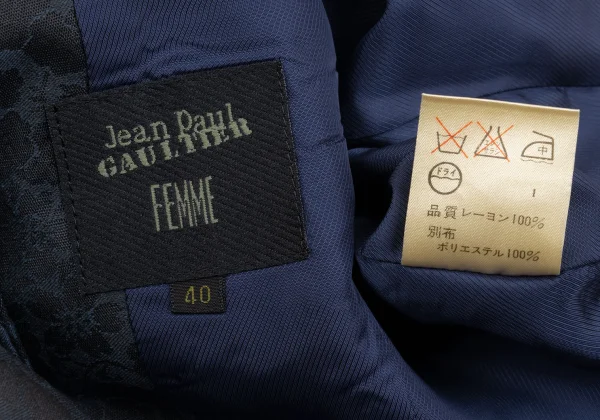 Jean Paul
GAULTIER
FEMME
40
中
ドライ
1
品質 レーヨン100%
別布
ポリエステル100%